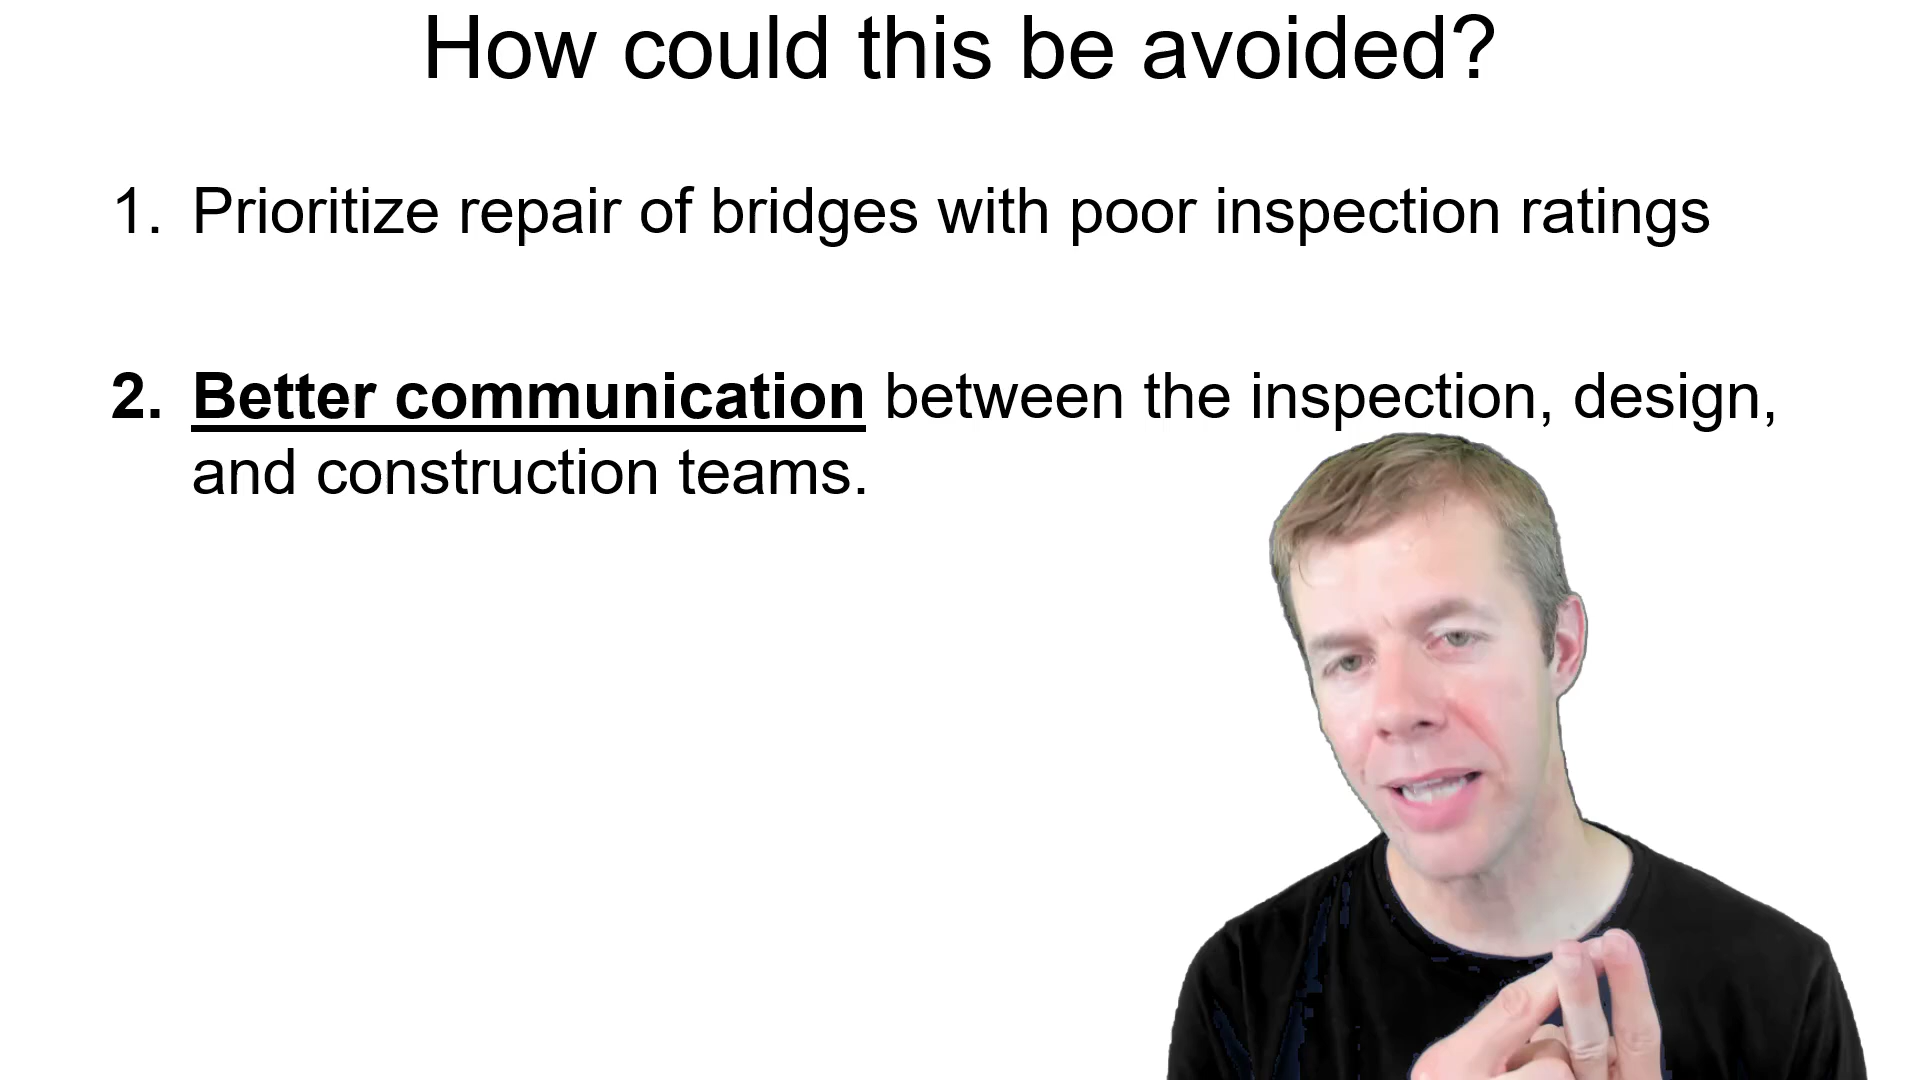 How could this be avoided?
1. Prioritize repair of bridges with poor inspection ratings
2. Better communication between the inspection, design,
and construction teams.